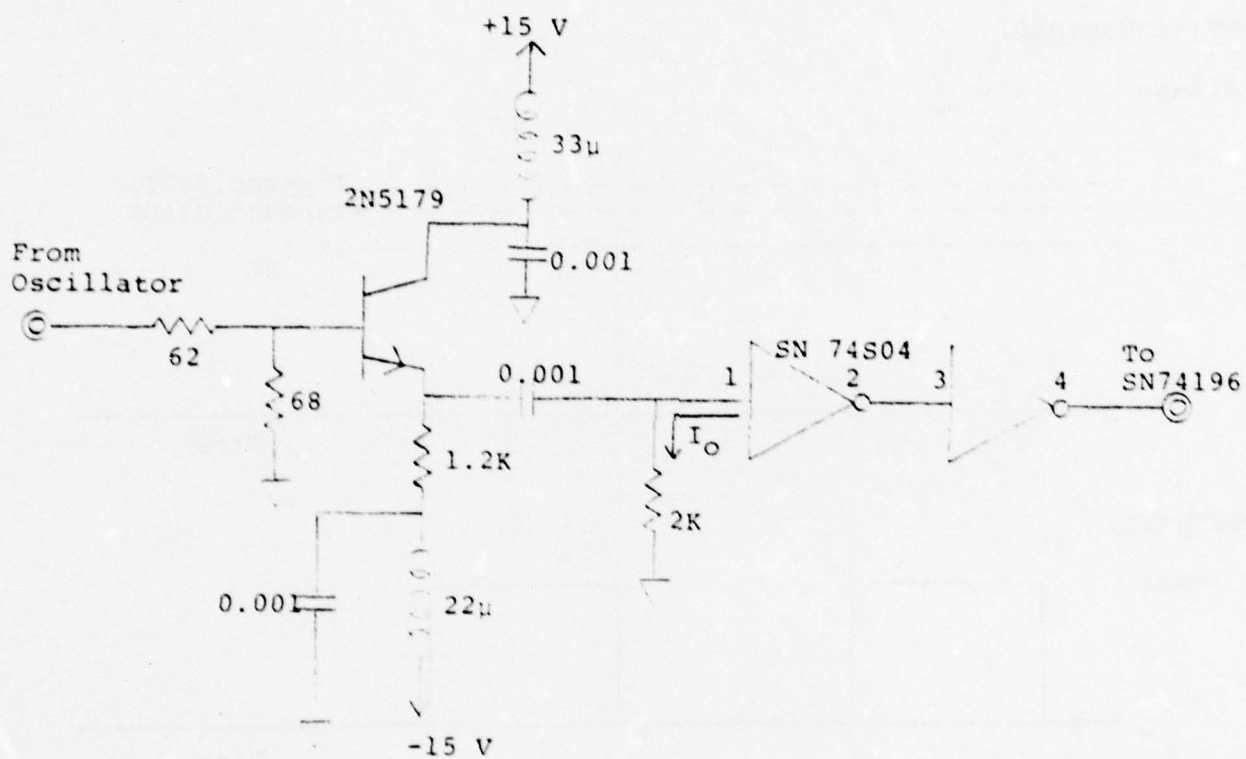 +15 V
33μ
2N5179
0.001
From
Oscillator
62
68
0.001
SN 74S04
1
2
3
4
To
SN74196
I₀
1.2K
2K
0.001
22μ
-15 V